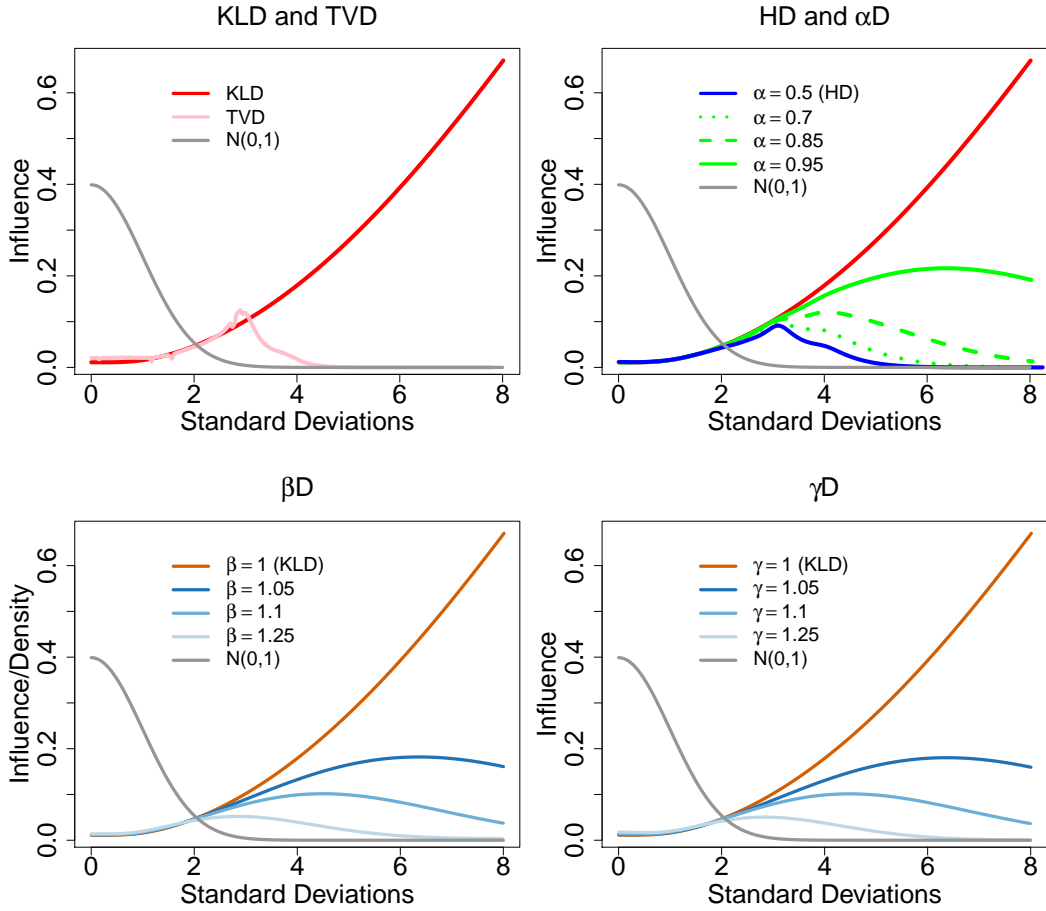 KLD and TVD
Influence
0.0 0.2 0.4 0.6
KLD
TVD
N(0,1)
0 2 4 6 8
Standard Deviations
HD and αD
Influence
0.0 0.2 0.4 0.6
α = 0.5 (HD)
α = 0.7
α = 0.85
α = 0.95
N(0,1)
0 2 4 6 8
Standard Deviations
βD
Influence/Density
0.0 0.2 0.4 0.6
β = 1 (KLD)
β = 1.05
β = 1.1
β = 1.25
N(0,1)
0 2 4 6 8
Standard Deviations
γD
Influence
0.0 0.2 0.4 0.6
γ = 1 (KLD)
γ = 1.05
γ = 1.1
γ = 1.25
N(0,1)
0 2 4 6 8
Standard Deviations